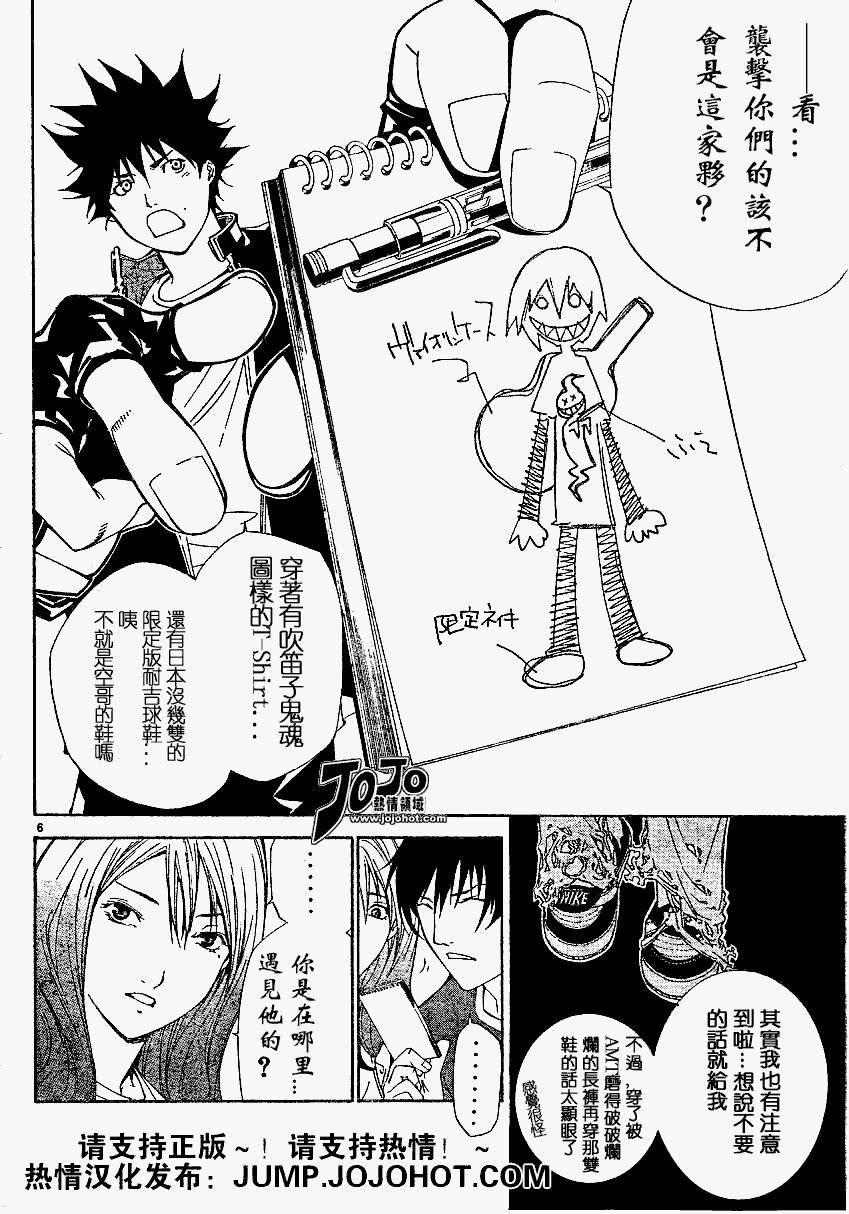 ——看…
襲擊你們的該不
會是這家夥？
ヴァイオリンケース
ふえ
限定ネイキ
穿著有吹笛子鬼魂
圖樣的T-Shirt…
還有日本沒幾雙的
限定版耐吉球鞋…
咦
不就是空哥的鞋嗎
JOJO
熱情領域
www.jojohot.com
6
NIKE
其實我也有注意
到啦…想說不要
的話就給我
不過，穿了被
AMT磨得破破爛
爛的長褲再穿那雙
鞋的話太顯眼了
感覺很怪
………
……
你是在哪里…
遇見他的？
请支持正版～！请支持热情！～
热情汉化发布：JUMP.JOJOHOT.COM